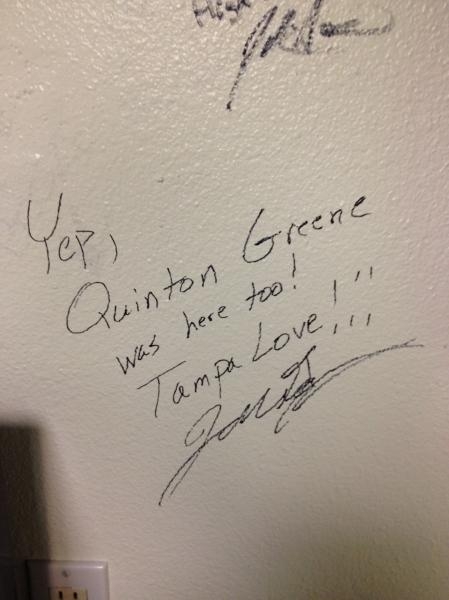 Yep,
Quinton Greene
was here too!
Tampa Love!!!